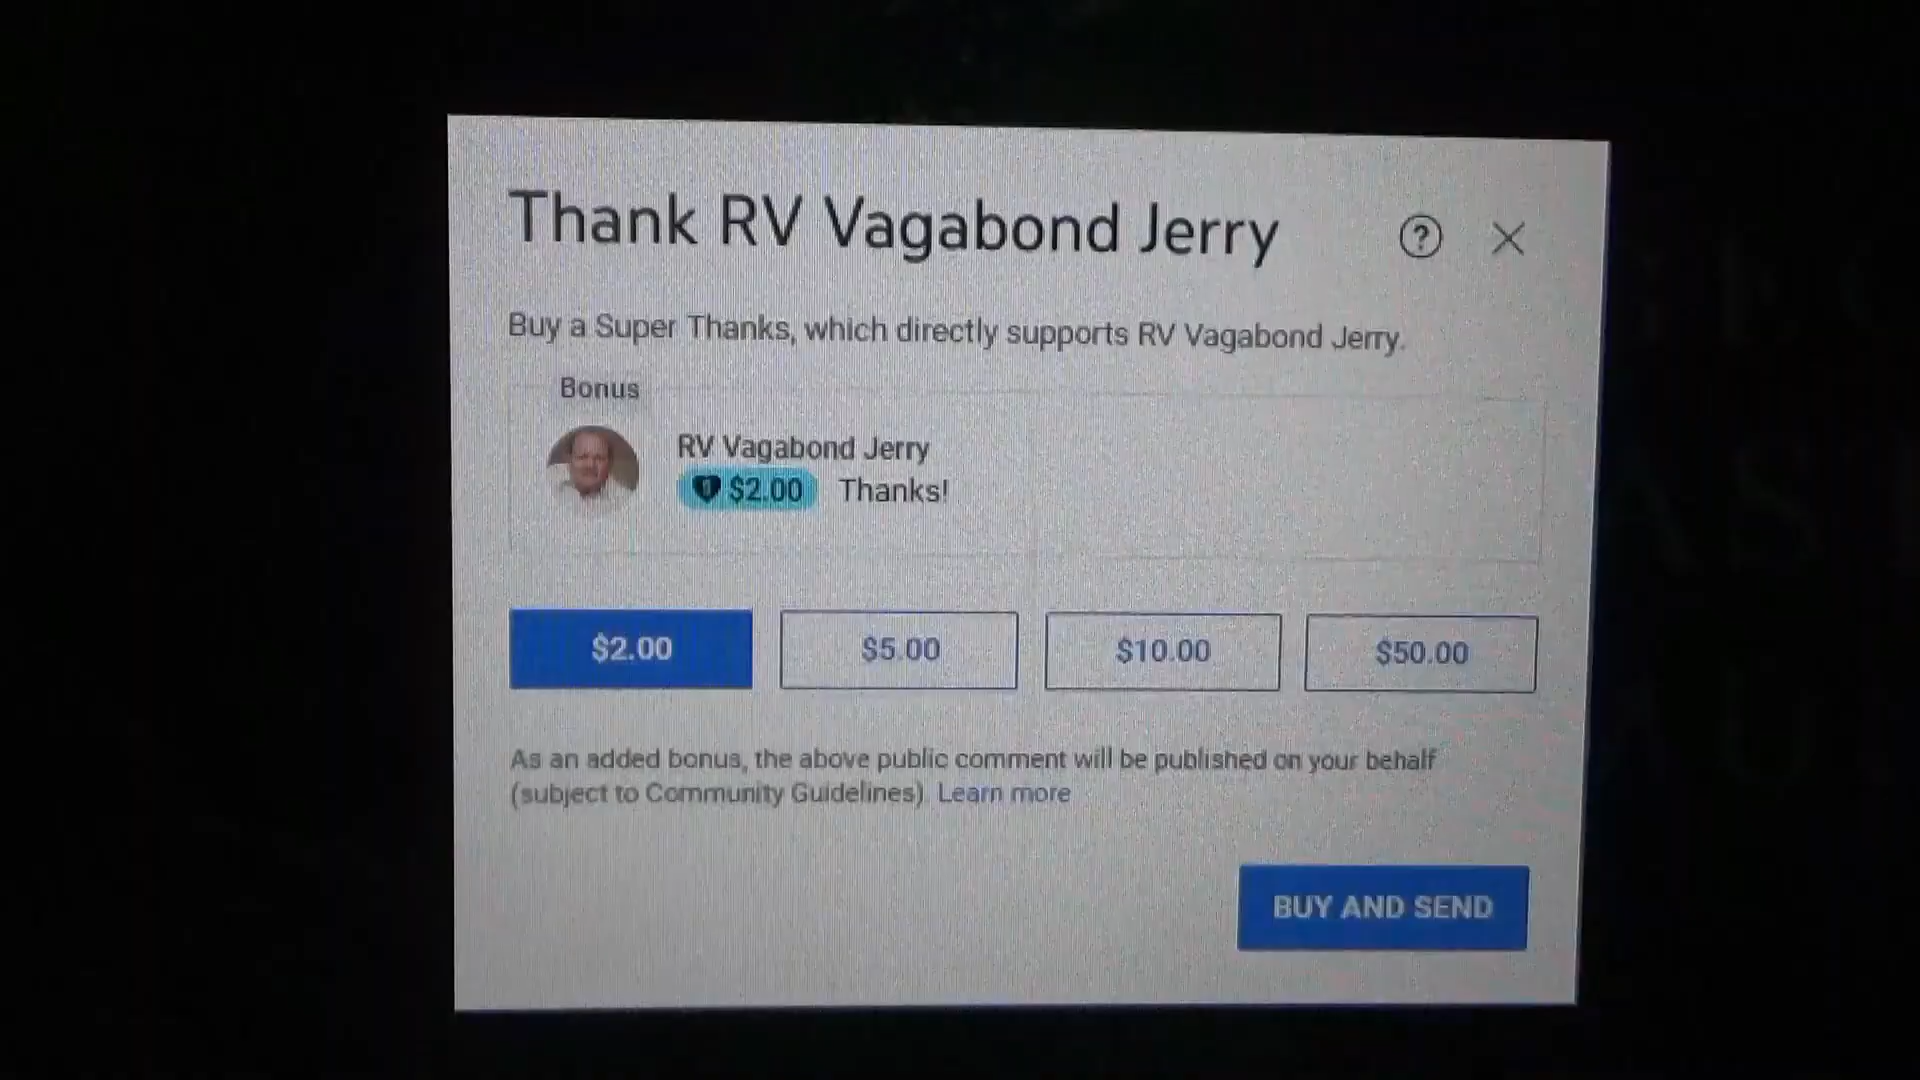 Thank RV Vagabond Jerry
Buy a Super Thanks, which directly supports RV Vagabond Jerry.
Bonus
RV Vagabond Jerry
$2.00 Thanks!
$2.00 $5.00 $10.00 $50.00
As an added bonus, the above public comment will be published on your behalf
(subject to Community Guidelines). Learn more
BUY AND SEND